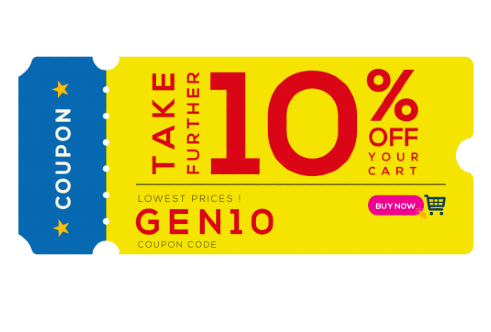 COUPON
TAKE
FURTHER
10%
OFF
YOUR
CART
LOWEST PRICES !
GEN10
COUPON CODE
BUY NOW